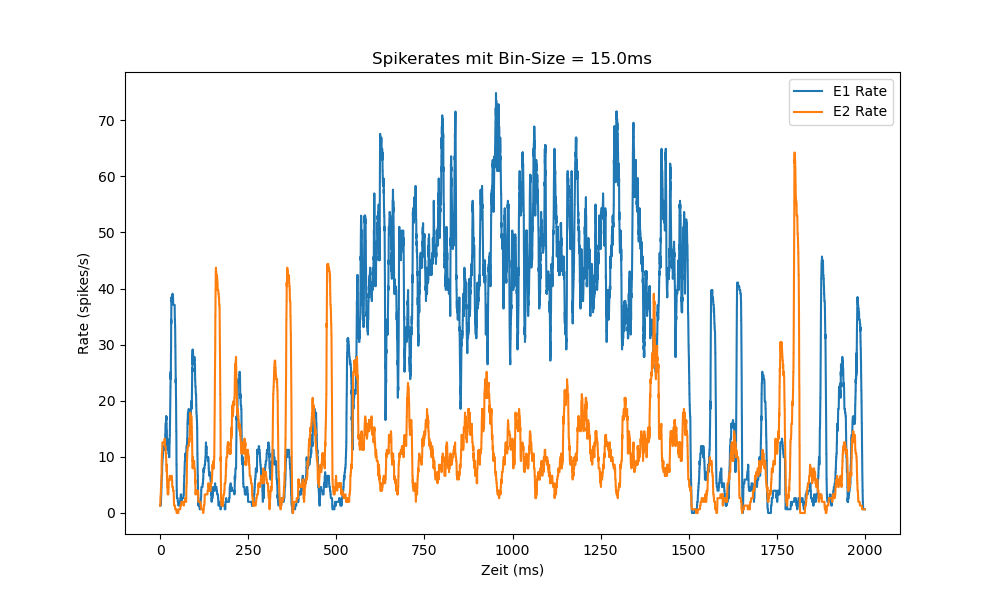 Spikerates mit Bin-Size = 15.0ms
E1 Rate
E2 Rate
Rate (spikes/s)
70
60
50
40
30
20
10
0
0 250 500 750 1000 1250 1500 1750 2000
Zeit (ms)